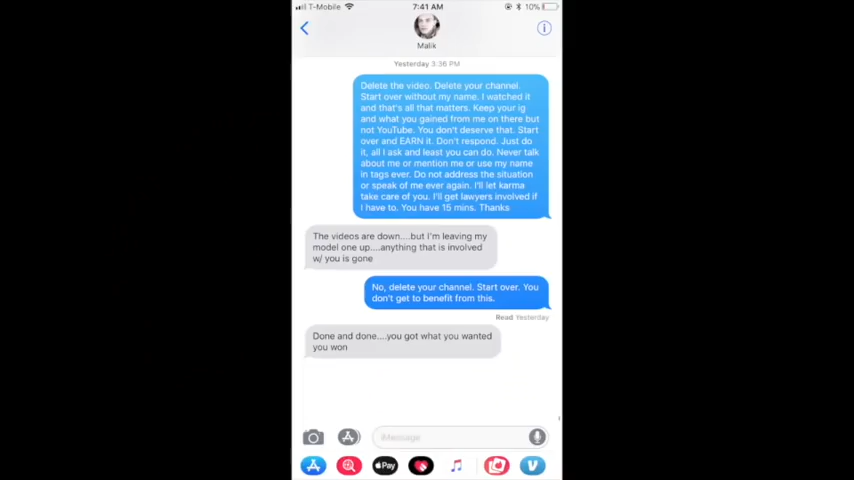 T-Mobile
7:41 AM
10%
Malik
Yesterday 3:36 PM
Delete the video. Delete your channel.
Start over without my name. I watched it
and that's all that matters. Keep your ig
and what you gained from me on there but
not YouTube. You don't deserve that. Start
over and EARN it. Don't respond. Just do
it, all I ask and least you can do. Never talk
about me or mention me or use my name
in tags ever. Do not address the situation
or speak of me ever again. I'll let karma
take care of you. I'll get lawyers involved if
I have to. You have 15 mins. Thanks
The videos are down....but I'm leaving my
model one up....anything that is involved
w/ you is gone
No, delete your channel. Start over. You
don't get to benefit from this.
Read Yesterday
Done and done....you got what you wanted
you won
iMessage
Pay